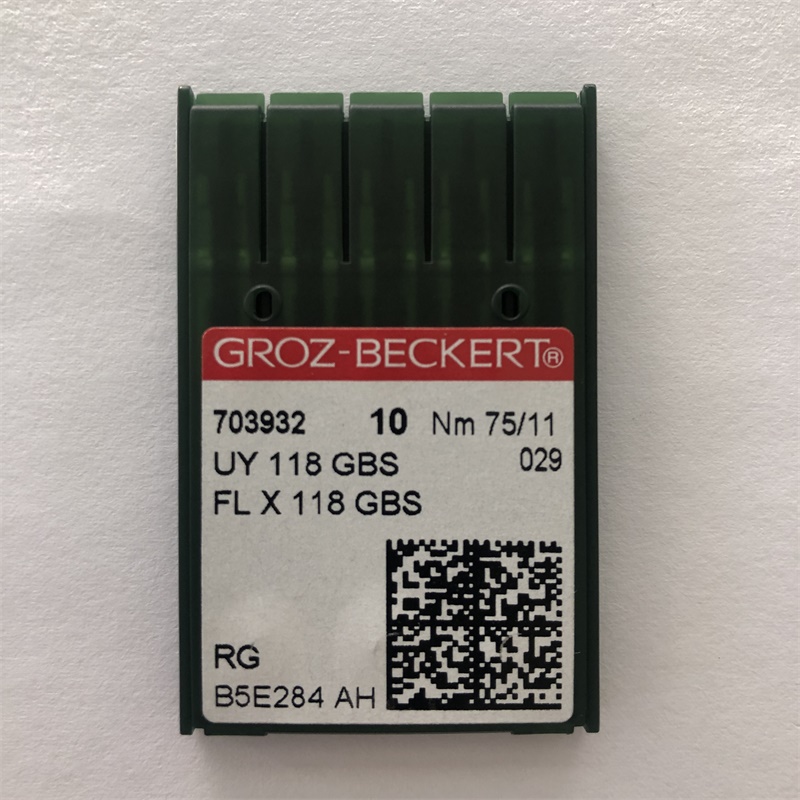 GROZ-BECKERT®
703932 10 Nm 75/11
UY 118 GBS 029
FL X 118 GBS
RG
B5E284 AH